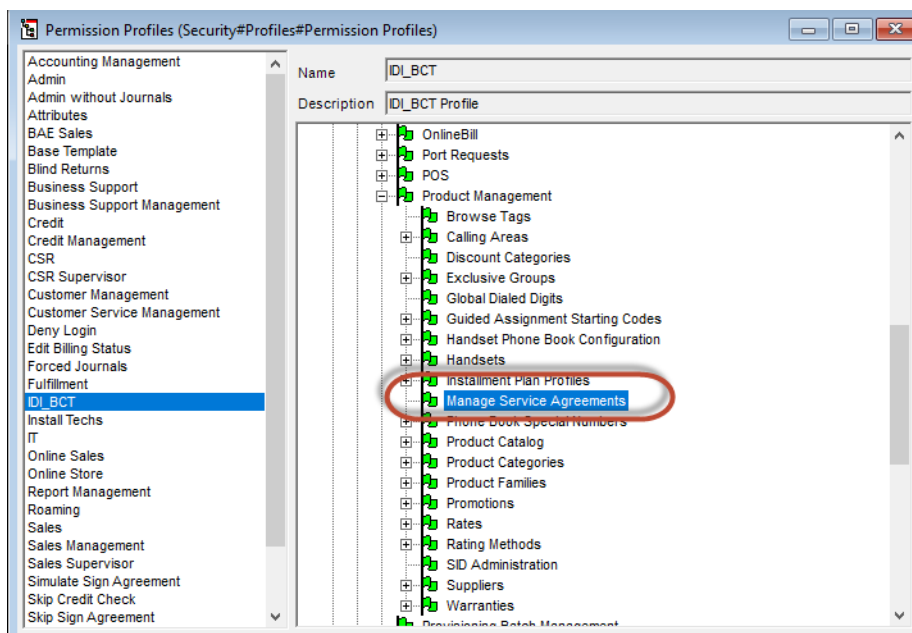 Permission Profiles (Security#Profiles#Permission Profiles)
Accounting Management
Admin
Admin without Journals
Attributes
BAE Sales
Base Template
Blind Returns
Business Support
Business Support Management
Credit
Credit Management
CSR
CSR Supervisor
Customer Management
Customer Service Management
Deny Login
Edit Billing Status
Forced Journals
Fulfillment
IDI_BCT
Install Techs
IT
Online Sales
Online Store
Report Management
Roaming
Sales
Sales Management
Sales Supervisor
Simulate Sign Agreement
Skip Credit Check
Skip Sign Agreement
Name IDI_BCT
Description IDI_BCT Profile
OnlineBill
Port Requests
POS
Product Management
Browse Tags
Calling Areas
Discount Categories
Exclusive Groups
Global Dialed Digits
Guided Assignment Starting Codes
Handset Phone Book Configuration
Handsets
Installment Plan Profiles
Manage Service Agreements
Phone Book Special Numbers
Product Catalog
Product Categories
Product Families
Promotions
Rates
Rating Methods
SID Administration
Suppliers
Warranties
Provisioning Batch Management